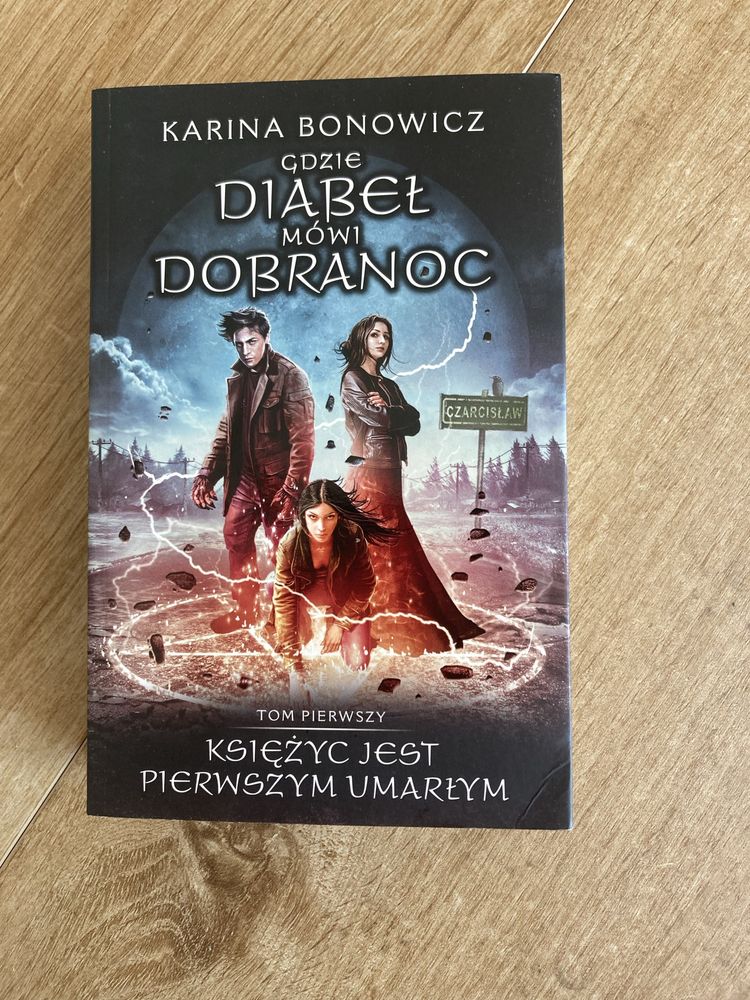 KARINA BONOWICZ
GDZIE
DIABEŁ
MÓWI
DOBRANOC
CZARCISŁAW
TOM PIERWSZY
KSIĘŻYC JEST
PIERWSZYM UMARŁYM